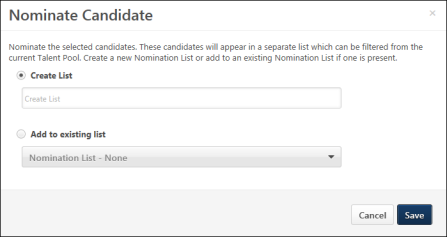 Nominate Candidate
×
Nominate the selected candidates. These candidates will appear in a separate list which can be filtered from the
current Talent Pool. Create a new Nomination List or add to an existing Nomination List if one is present.
Create List
Create List
Add to existing list
Nomination List - None
Cancel Save